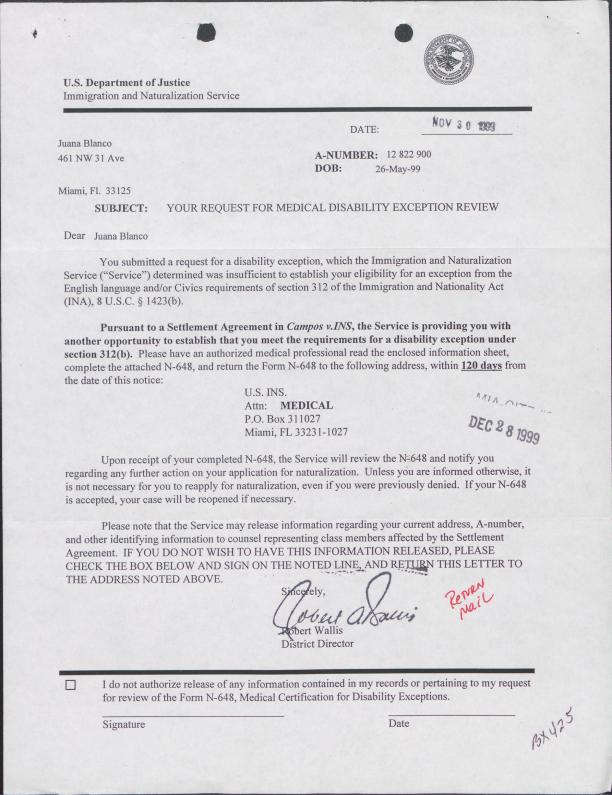 U.S. Department of Justice
Immigration and Naturalization Service
DATE: NOV 30 1999
Juana Blanco
461 NW 31 Ave
A-NUMBER: 12 822 900
DOB: 26-May-99
Miami, Fl. 33125
SUBJECT: YOUR REQUEST FOR MEDICAL DISABILITY EXCEPTION REVIEW
Dear Juana Blanco
You submitted a request for a disability exception, which the Immigration and Naturalization
Service ("Service") determined was insufficient to establish your eligibility for an exception from the
English language and/or Civics requirements of section 312 of the Immigration and Nationality Act
(INA), 8 U.S.C. § 1423(b).
Pursuant to a Settlement Agreement in Campos v.INS, the Service is providing you with
another opportunity to establish that you meet the requirements for a disability exception under
section 312(b). Please have an authorized medical professional read the enclosed information sheet,
complete the attached N-648, and return the Form N-648 to the following address, within 120 days from
the date of this notice:
U.S. INS.
Attn: MEDICAL
P.O. Box 311027
Miami, FL 33231-1027
DEC 28 1999
Upon receipt of your completed N-648, the Service will review the N-648 and notify you
regarding any further action on your application for naturalization. Unless you are informed otherwise, it
is not necessary for you to reapply for naturalization, even if you were previously denied. If your N-648
is accepted, your case will be reopened if necessary.
Please note that the Service may release information regarding your current address, A-number,
and other identifying information to counsel representing class members affected by the Settlement
Agreement. IF YOU DO NOT WISH TO HAVE THIS INFORMATION RELEASED, PLEASE
CHECK THE BOX BELOW AND SIGN ON THE NOTED LINE, AND RETURN THIS LETTER TO
THE ADDRESS NOTED ABOVE.
Sincerely,
Robert A Wallis
Robert Wallis
District Director
RETURN
MAIL
I do not authorize release of any information contained in my records or pertaining to my request
for review of the Form N-648, Medical Certification for Disability Exceptions.
Signature
Date
BX425